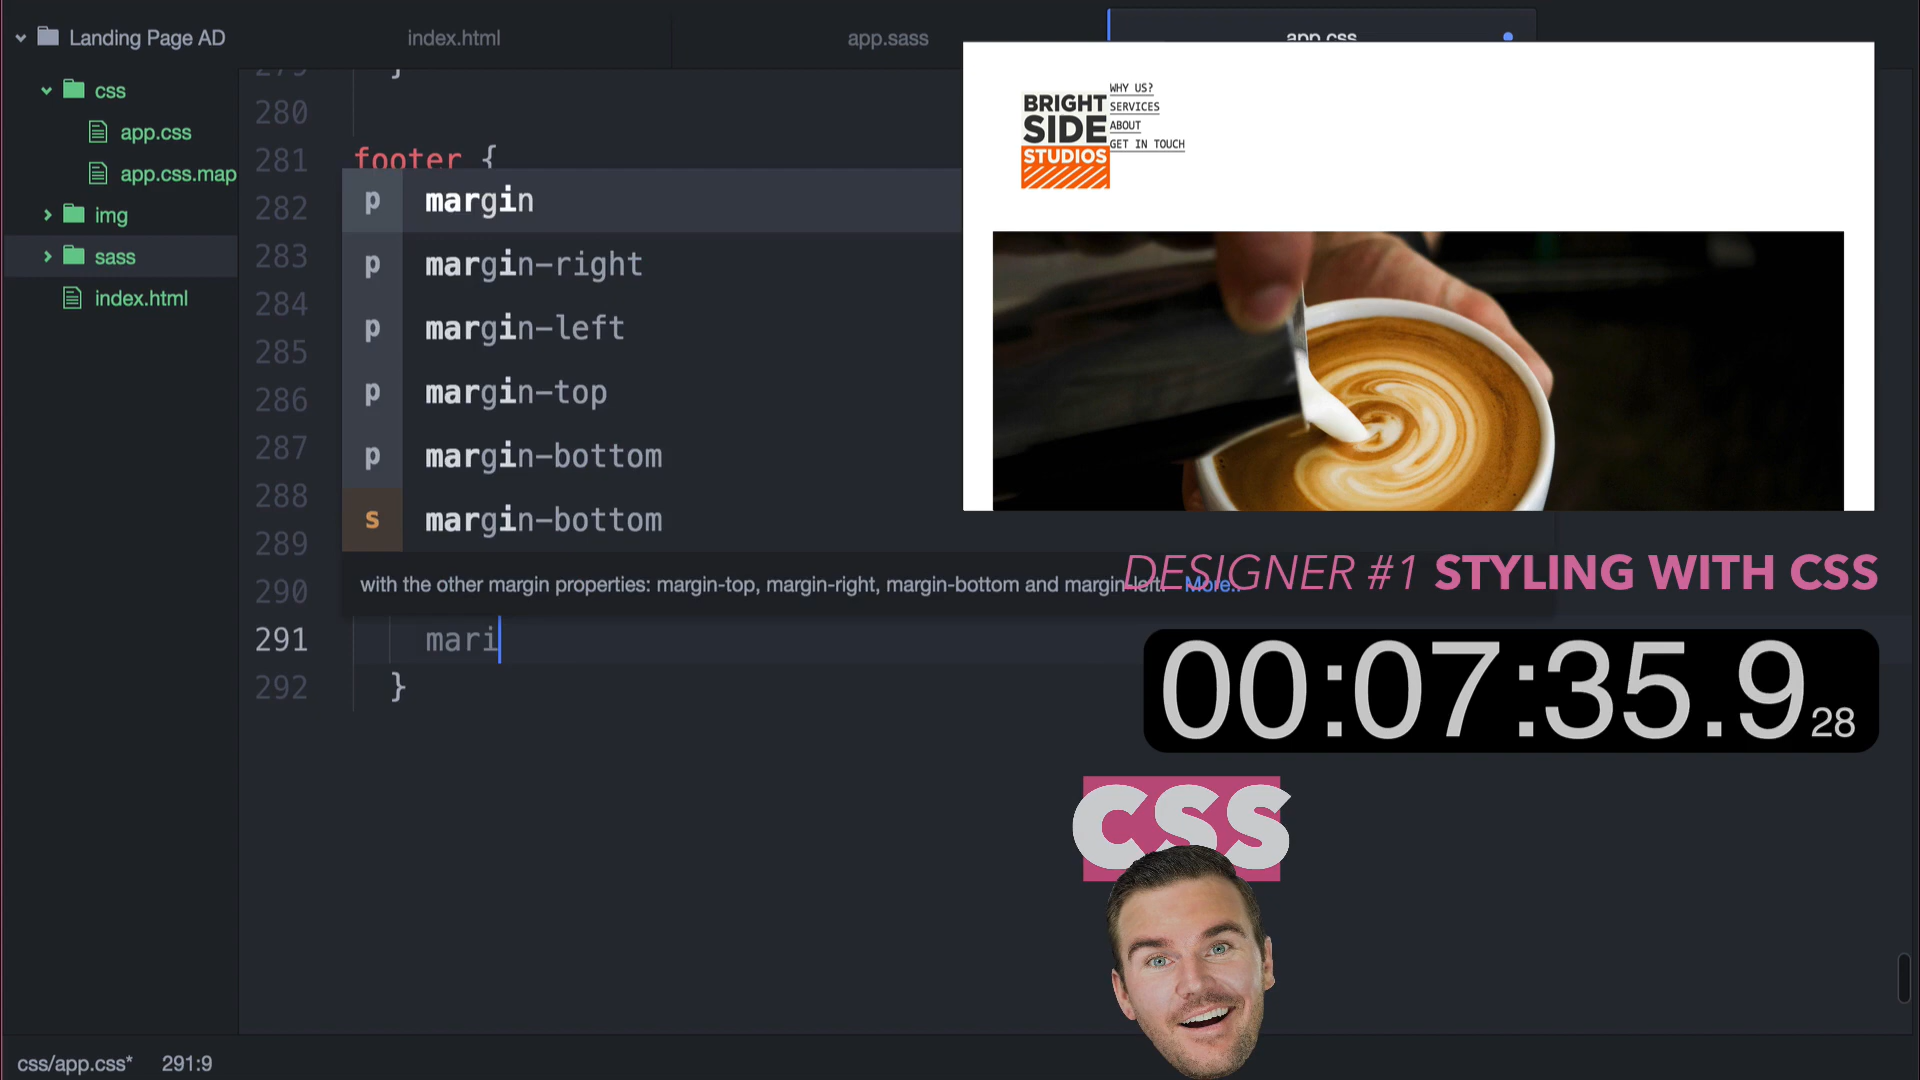 Landing Page AD
index.html
app.sass
app.css
css
app.css
app.css.map
img
sass
index.html
280
281
282
283
284
285
286
287
288
289
290
291
292
footer {
p margin
p margin-right
p margin-left
p margin-top
p margin-bottom
s margin-bottom
with the other margin properties: margin-top, margin-right, margin-bottom and margin-left. More..
mari
}
BRIGHT
SIDE
STUDIOS
WHY US?
SERVICES
ABOUT
GET IN TOUCH
DESIGNER #1 STYLING WITH CSS
00:07:35.928
CSS
css/app.css* 291:9